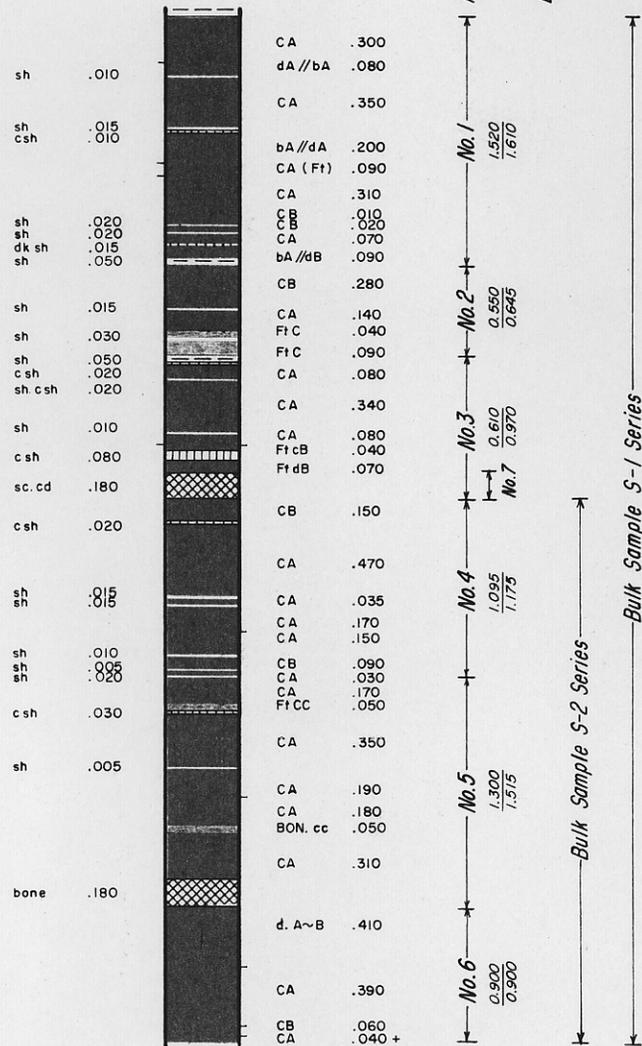 CA .300
dA//bA .080
sh .010
CA .350
sh .015
csh .010
bA//dA .200
CA (Ft) .090
CA .310
CB .010
sh .020 CB .020
sh .020
dk sh .015 CA .070
sh .050 bA//dB .090
CB .280
sh .015 CA .140
Ft C .040
sh .030
Ft C .090
sh .050
csh .020 CA .080
sh. csh .020
CA .340
sh .010 CA .080
Ft cB .040
csh .080
Ft dB .070
sc. cd .180
CB .150
csh .020
CA .470
sh .015
sh .015 CA .035
CA .170
CA .150
sh .010
sh .005 CB .090
sh .020 CA .030
CA .170
Ft CC .050
csh .030
CA .350
sh .005
CA .190
CA .180
BON. cc .050
CA .310
bone .180
d. A~B .410
CA .390
CB .060
CA .040 +
No. 1
1.520
1.610
No. 2
0.550
0.645
No. 3
0.610
0.970
No. 7
No. 4
1.095
1.175
No. 5
1.300
1.515
No. 6
0.900
0.900
Bulk Sample S-2 Series
Bulk Sample S-1 Series